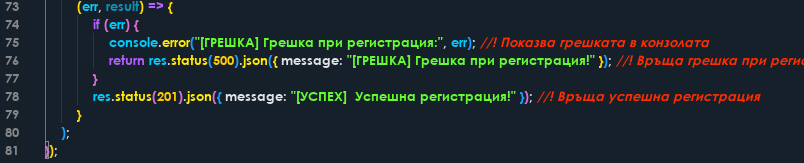 73 (err, result) => {
74 if (err) {
75 console.error("[ГРЕШКА] Грешка при регистрация:", err); //! Показва грешката в конзолата
76 return res.status(500).json({ message: "[ГРЕШКА] Грешка при регистрация!" }); //! Връща грешка при
77 }
78 res.status(201).json({ message: "[УСПЕХ]  Успешна регистрация!" }); //! Връща успешна регистрация
79 }
80 );
81 });